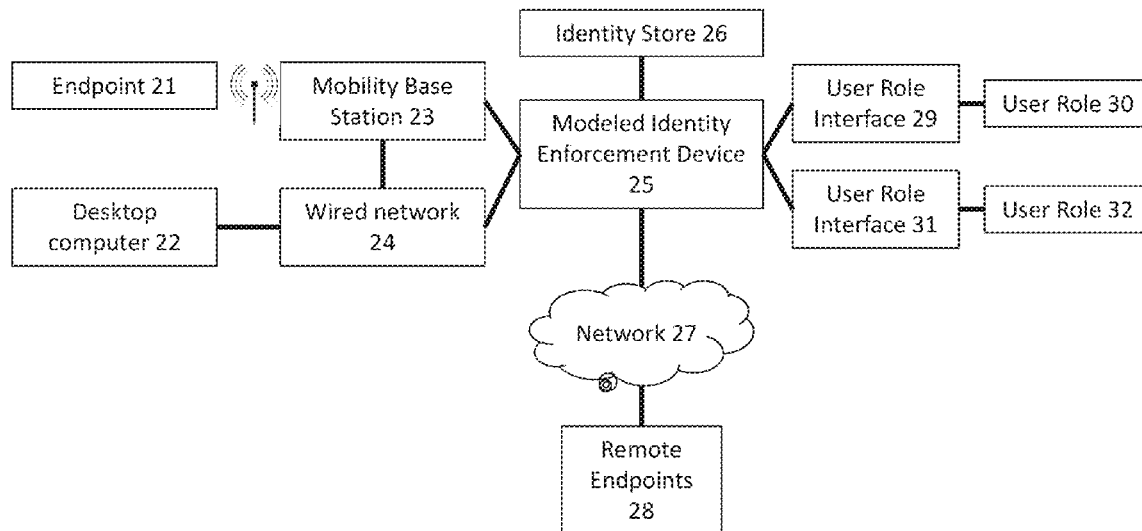 Identity Store 26
Endpoint 21
Mobility Base
Station 23
Modeled Identity
Enforcement Device
25
User Role
Interface 29
User Role 30
Desktop
computer 22
Wired network
24
User Role
Interface 31
User Role 32
Network 27
Remote
Endpoints
28